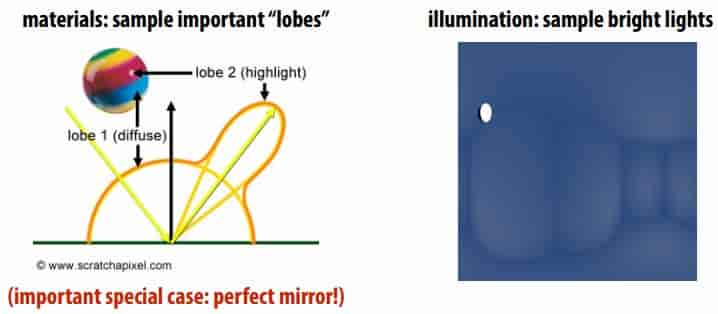 materials: sample important “lobes”
illumination: sample bright lights
lobe 2 (highlight)
lobe 1 (diffuse)
© www.scratchapixel.com
(important special case: perfect mirror!)